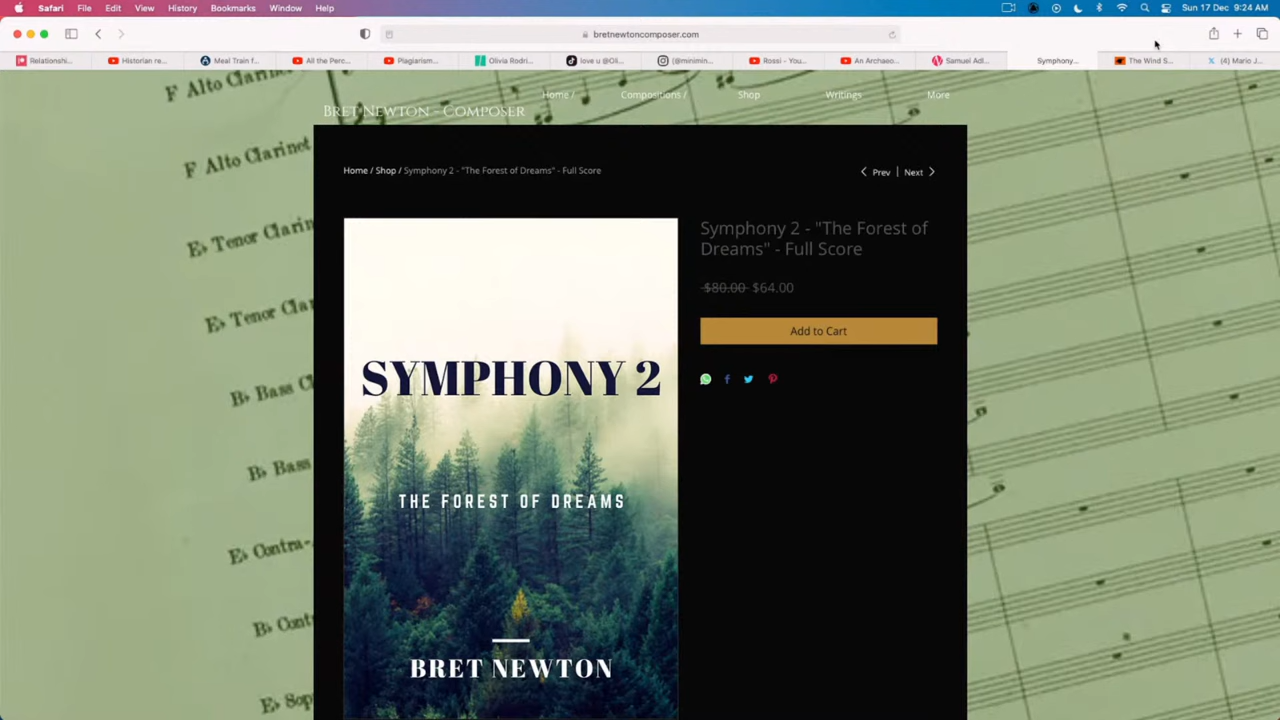 Safari File Edit View History Bookmarks Window Help
Sun 17 Dec 9:24 AM
bretnewtoncomposer.com
Relationshi...
Historian re...
Meal Train f...
All the Perc...
Plagiarism...
Olivia Rodri...
love u @Oli...
(@minimin...
Rossi - You...
An Archaeo...
Samuel Adl...
Symphony...
The Wind S...
(4) Mario J...
BRET NEWTON - COMPOSER
Home /
Compositions /
Shop
Writings
More
F Alto Clarinet
F Alto Clarinet
E♭ Tenor Clarin
E♭ Tenor Clar
B♭ Bass C
B♭ Bass
E♭ Contra-
B♭ Cont
E♭ Sop
Home / Shop / Symphony 2 - "The Forest of Dreams" - Full Score
Prev | Next
SYMPHONY 2
THE FOREST OF DREAMS
BRET NEWTON
Symphony 2 - "The Forest of
Dreams" - Full Score
$80.00 $64.00
Add to Cart